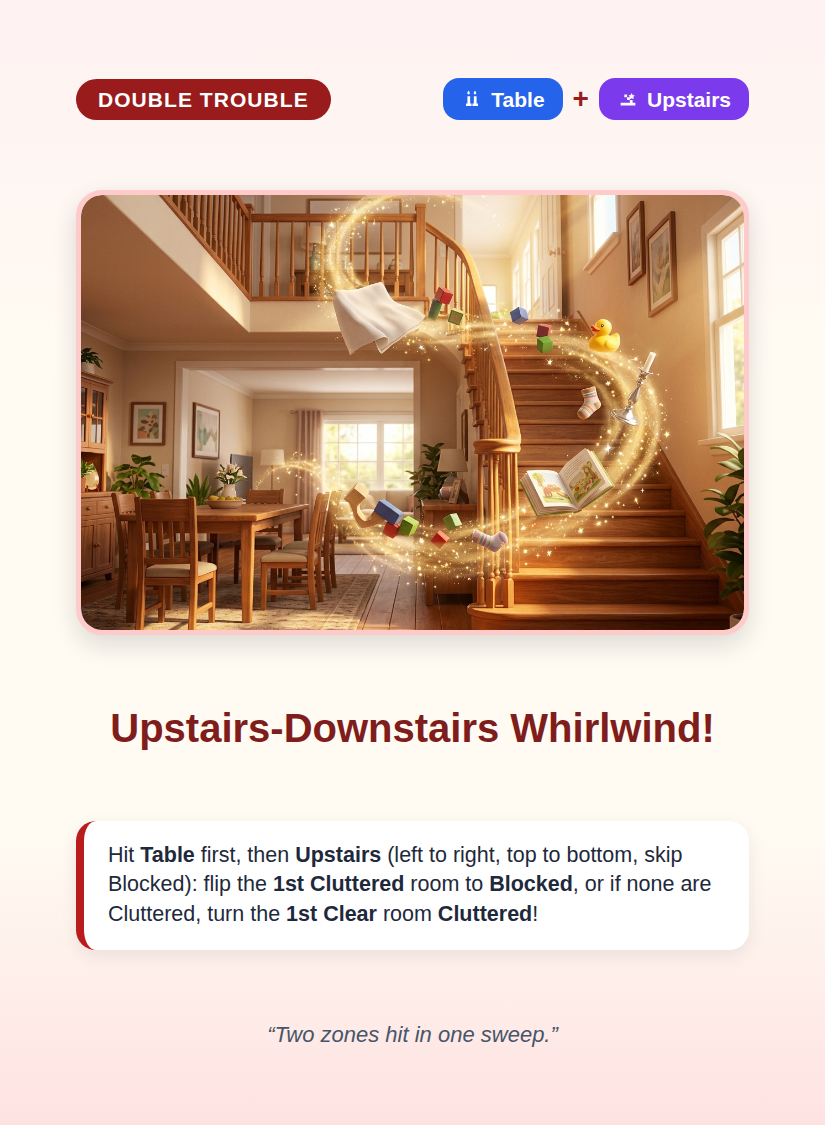 DOUBLE TROUBLE
Table + Upstairs
Upstairs-Downstairs Whirlwind!
Hit Table first, then Upstairs (left to right, top to bottom, skip
Blocked): flip the 1st Cluttered room to Blocked, or if none are
Cluttered, turn the 1st Clear room Cluttered!
“Two zones hit in one sweep.”